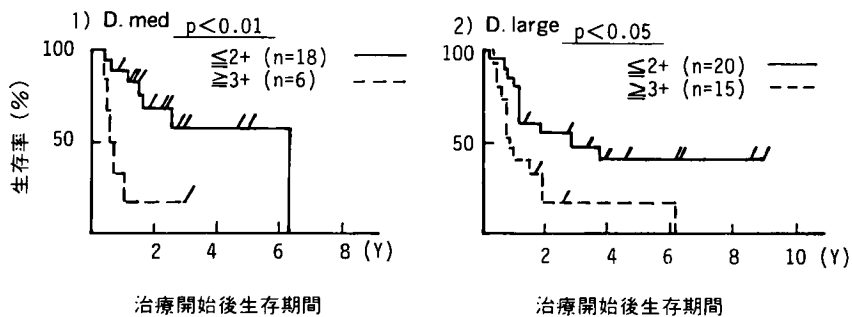 1) D. med p<0.01
≦2+ (n=18)
≧3+ (n=6)
100
50
生存率 (%)
2 4 6 8 (Y)
治療開始後生存期間
2) D. large p<0.05
≦2+ (n=20)
≧3+ (n=15)
100
50
0 2 4 6 8 10 (Y)
治療開始後生存期間